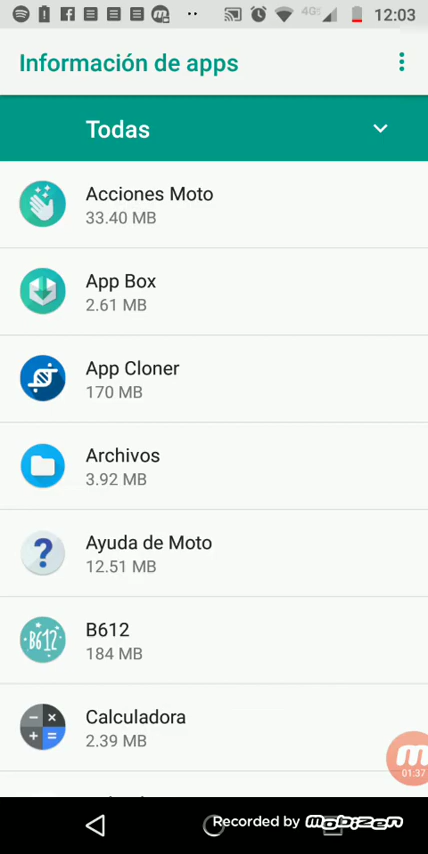 4G 12:03
Información de apps
Todas
Acciones Moto
33.40 MB
App Box
2.61 MB
App Cloner
170 MB
Archivos
3.92 MB
?
Ayuda de Moto
12.51 MB
B612
B612
184 MB
Calculadora
2.39 MB
01:37
Recorded by mobizen